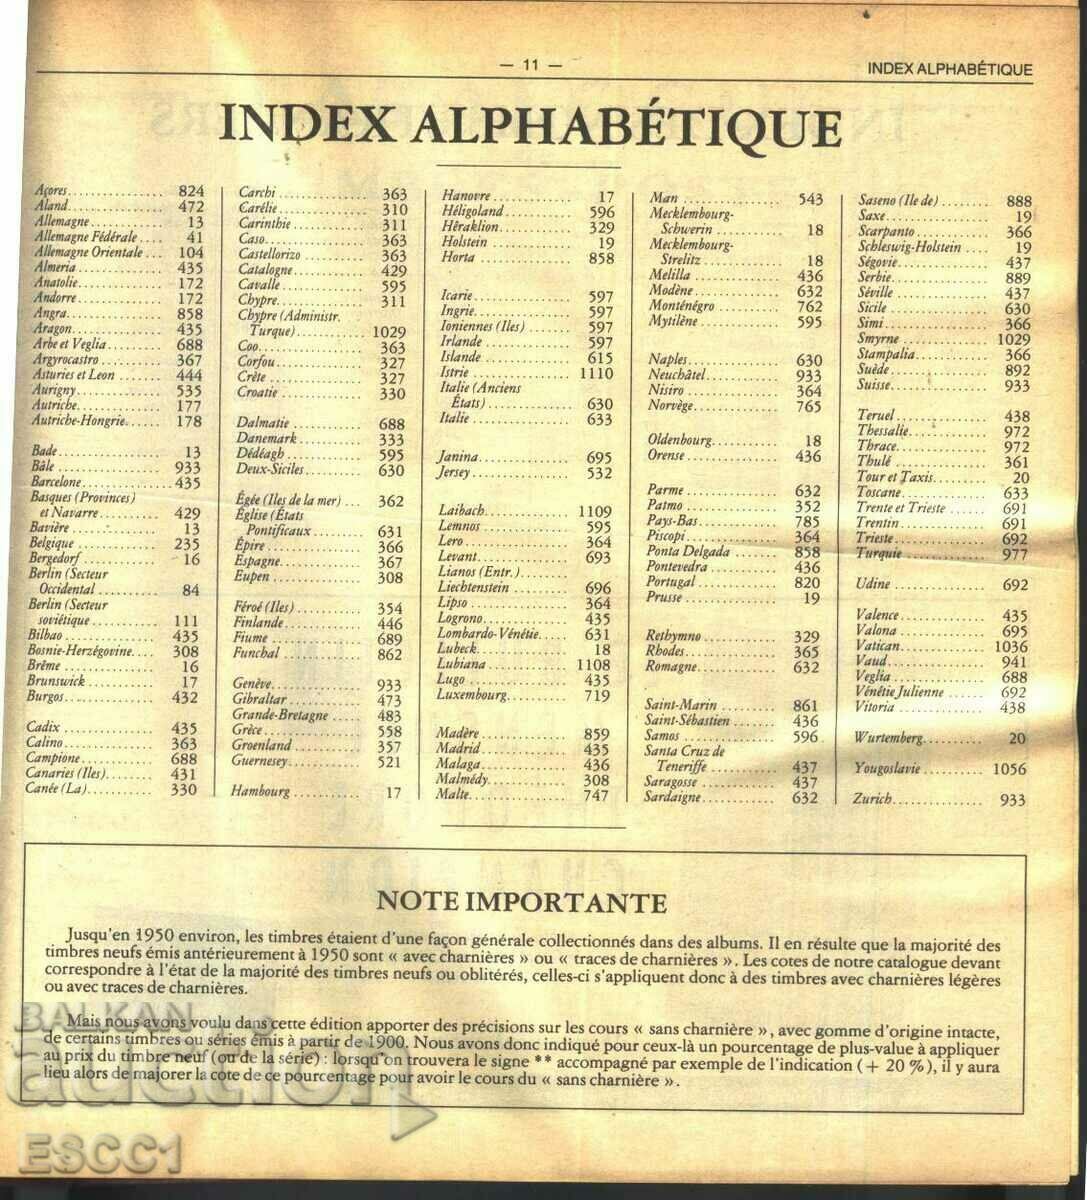 — 11 —
INDEX ALPHABÉTIQUE
INDEX ALPHABÉTIQUE
Açores................ 824
Aland................. 472
Allemagne............ 13
Allemagne Fédérale.... 41
Allemagne Orientale... 104
Almeria............... 435
Anatolie.............. 172
Andorre.............. 172
Angra................ 858
Aragon............... 435
Arbe et Veglia......... 688
Argyrocastro.......... 367
Asturies et Leon....... 444
Aurigny.............. 535
Autriche.............. 177
Autriche-Hongrie...... 178
Bade................. 13
Bâle.................. 933
Barcelone............. 435
Basques (Provinces)
et Navarre......... 429
Bavière............... 13
Belgique.............. 235
Bergedorf............. 16
Berlin (Secteur
Occidental......... 84
Berlin (Secteur
soviétique.......... 111
Bilbao................ 435
Bosnie-Herzégovine.... 308
Brême................ 16
Brunswick............ 17
Burgos................ 432
Cadix................ 435
Calino................ 363
Campione............. 688
Canaries (Iles)........ 431
Canée (La)........... 330
Carchi............... 363
Carélie............... 310
Carinthie............. 311
Caso................. 363
Castellorizo........... 363
Catalogne............. 429
Cavalle............... 595
Chypre............... 311
Chypre (Administr.
Turque)............ 1029
Coo.................. 363
Corfou................ 327
Crète................. 327
Croatie............... 330
Dalmatie............. 688
Danemark............ 333
Dédéagh.............. 595
Deux-Siciles........... 630
Égée (Iles de la mer)... 362
Église (États
Pontificaux......... 631
Épire................. 366
Espagne.............. 367
Eupen................ 308
Féroé (Iles)........... 354
Finlande.............. 446
Fiume................ 689
Funchal.............. 862
Genève............... 933
Gibraltar............. 473
Grande-Bretagne...... 483
Grèce................. 558
Groenland............ 357
Guernesey............. 521
Hambourg............ 17
Hanovre.............. 17
Héligoland............ 596
Hêraklion............. 329
Holstein.............. 19
Horta................ 858
Icarie................. 597
Ingrie................ 597
Ioniennes (Iles)........ 597
Irlande............... 597
Islande............... 615
Istrie................. 1110
Italie (Anciens
États).............. 630
Italie................. 633
Janina................ 695
Jersey................. 532
Laibach............... 1109
Lemnos............... 595
Lero.................. 364
Levant................ 693
Lianos (Entr.)........
Liechtenstein.......... 696
Lipso................. 364
Logrono............... 435
Lombardo-Vénétie..... 631
Lubeck................ 18
Lubiana.............. 1108
Lugo................. 435
Luxembourg........... 719
Madère............... 859
Madrid............... 435
Malaga............... 436
Malmédy............. 308
Malte................ 747
Man.................. 543
Mecklembourg-
Schwerin........... 18
Mecklembourg-
Strelitz............ 18
Melilla............... 436
Modène............... 632
Monténégro........... 762
Mytilène.............. 595
Naples................ 630
Neuchâtel............. 933
Nisiro................ 364
Norvège............... 765
Oldenbourg............ 18
Orense................ 436
Parme................ 632
Patmo................ 352
Pays-Bas.............. 785
Piscopi................ 364
Ponta Delgada........ 858
Pontevedra............ 436
Portugal.............. 820
Prusse................ 19
Rethymno............. 329
Rhodes................ 365
Romagne.............. 632
Saint-Marin........... 861
Saint-Sébastien........ 436
Samos................ 596
Santa Cruz de
Teneriffe........... 437
Saragosse............. 437
Sardaigne............. 632
Saseno (Ile de)........ 888
Saxe.................. 19
Scarpanto............. 366
Schleswig-Holstein..... 19
Ségovie............... 437
Serbie................ 889
Séville................ 437
Sicile................. 630
Simi.................. 366
Smyrne............... 1029
Stampalia............. 366
Suède................. 892
Suisse................ 933
Teruel................ 438
Thessalie.............. 972
Thrace................ 972
Thulé................. 361
Tour et Taxis......... 20
Toscane............... 633
Trente et Trieste....... 691
Trentin............... 691
Trieste................ 692
Turquie............... 977
Udine................. 692
Valence............... 435
Valona............... 695
Vatican............... 1036
Vaud................. 941
Veglia................ 688
Vénétie Julienne....... 692
Vitoria............... 438
Wurtemberg........... 20
Yougoslavie........... 1056
Zurich................ 933
NOTE IMPORTANTE
Jusqu'en 1950 environ, les timbres étaient d'une façon générale collectionnés dans des albums. Il en résulte que la majorité des
timbres neufs émis antérieurement à 1950 sont « avec charnières » ou « traces de charnières ». Les cotes de notre catalogue devant
correspondre à l'état de la majorité des timbres neufs ou oblitérés, celles-ci s'appliquent donc à des timbres avec charnières légères
ou avec traces de charnières.
Mais nous avons voulu dans cette édition apporter des précisions sur les cours « sans charnière », avec gomme d'origine intacte,
de certains timbres ou séries émis à partir de 1900. Nous avons donc indiqué pour ceux-là un pourcentage de plus-value à appliquer
au prix du timbre neuf (ou de la série) : lorsqu'on trouvera le signe ** accompagné par exemple de l'indication (+ 20 %), il y aura
lieu alors de majorer la cote de ce pourcentage pour avoir le cours du « sans charnière ».
BALKAN
auction
ESCC1